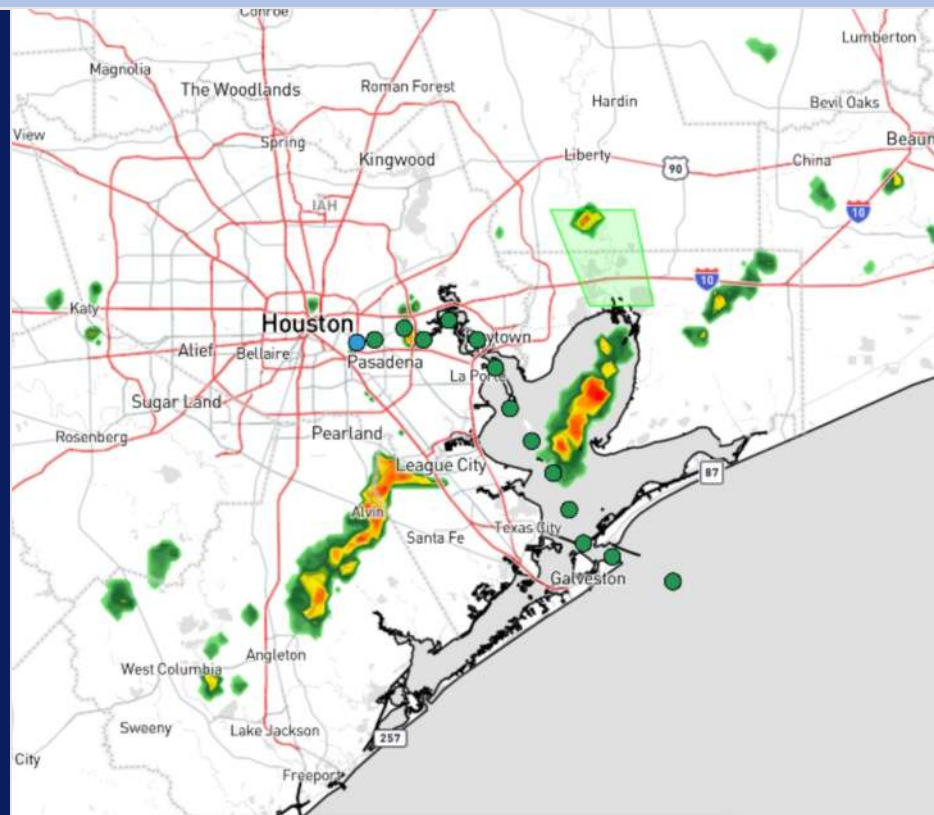 Conroe
Lumberton
Magnolia
The Woodlands
Roman Forest
Hardin
Bevil Oaks
View
Spring
Kingwood
Liberty
90
China
Beaum
IAH
10
10
Katy
Houston
Baytown
Alief
Bellaire
Pasadena
La Porte
Sugar Land
Rosenberg
Pearland
League City
87
Alvin
Santa Fe
Texas City
Galveston
Angleton
West Columbia
Sweeny
Lake Jackson
257
City
Freeport